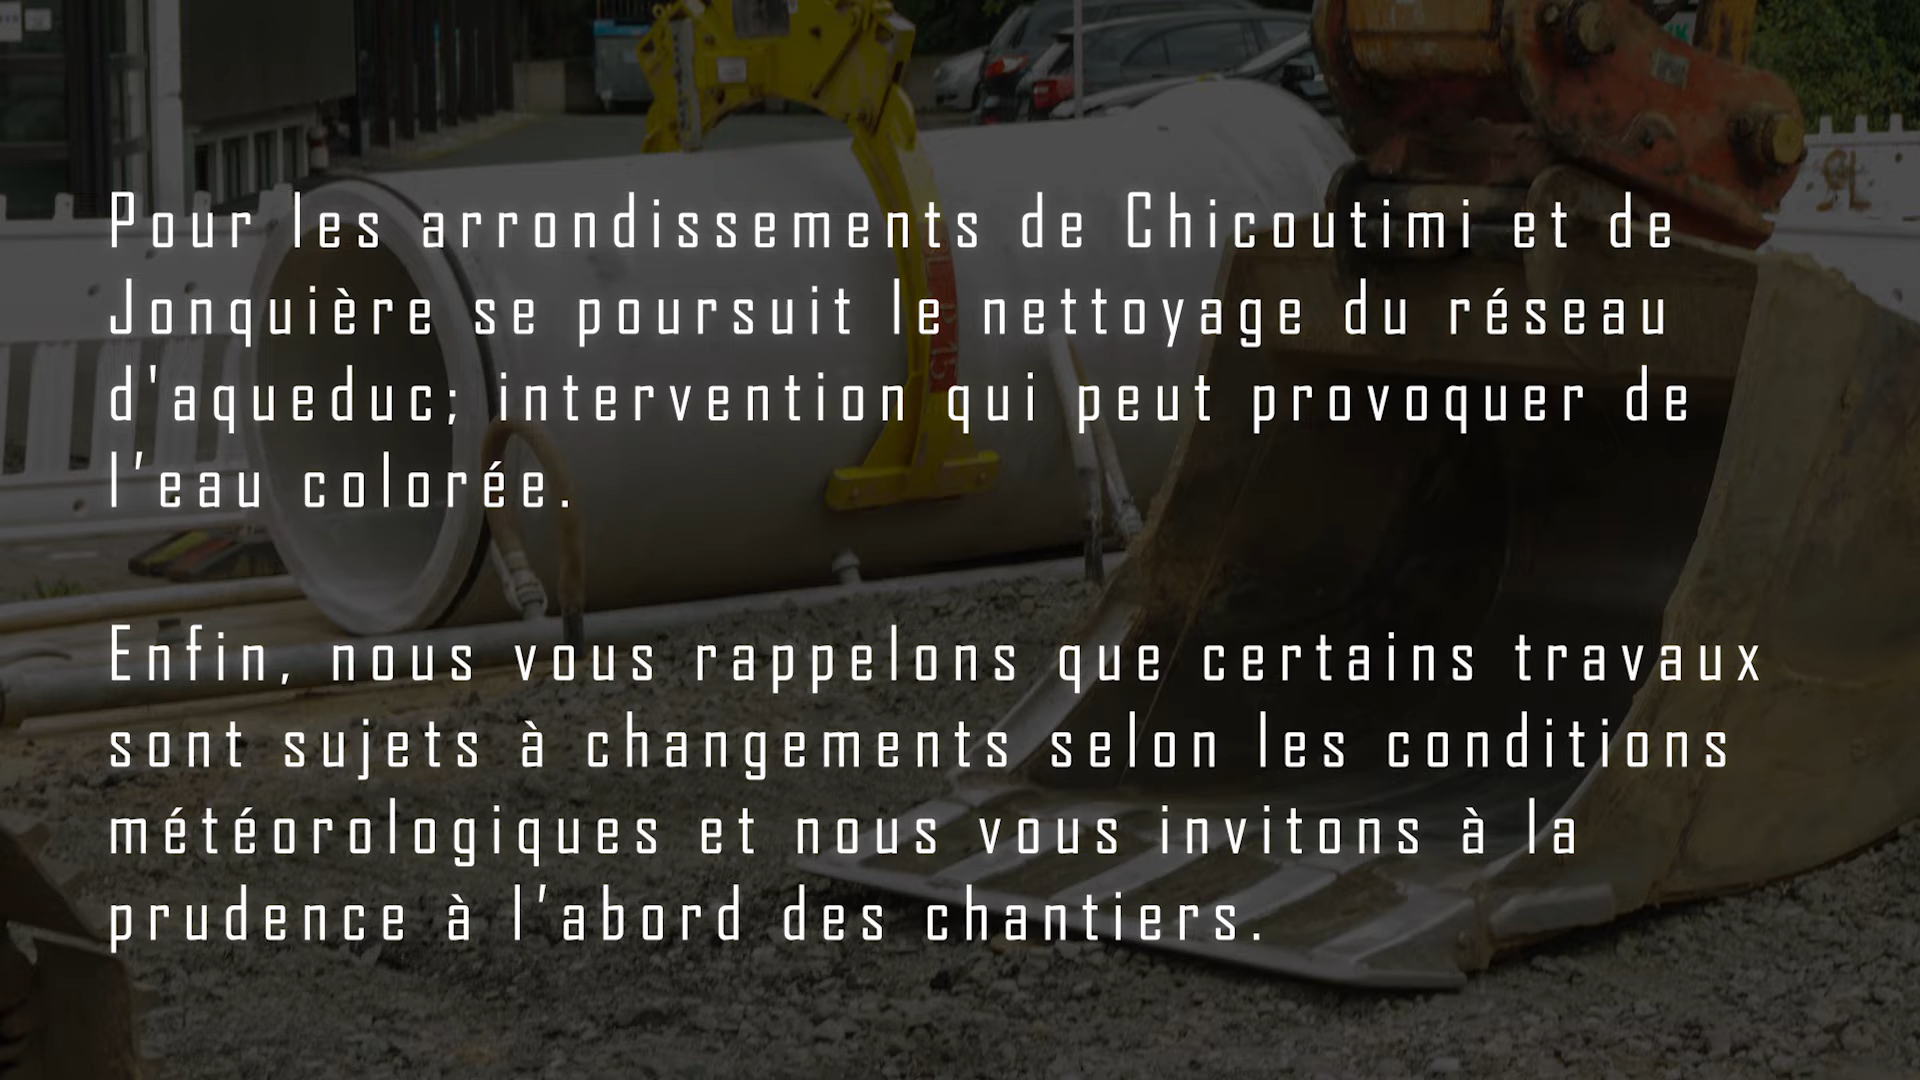 Pour les arrondissements de Chicoutimi et de
Jonquière se poursuit le nettoyage du réseau
d'aqueduc; intervention qui peut provoquer de
l’eau colorée.
Enfin, nous vous rappelons que certains travaux
sont sujets à changements selon les conditions
météorologiques et nous vous invitons à la
prudence à l’abord des chantiers.